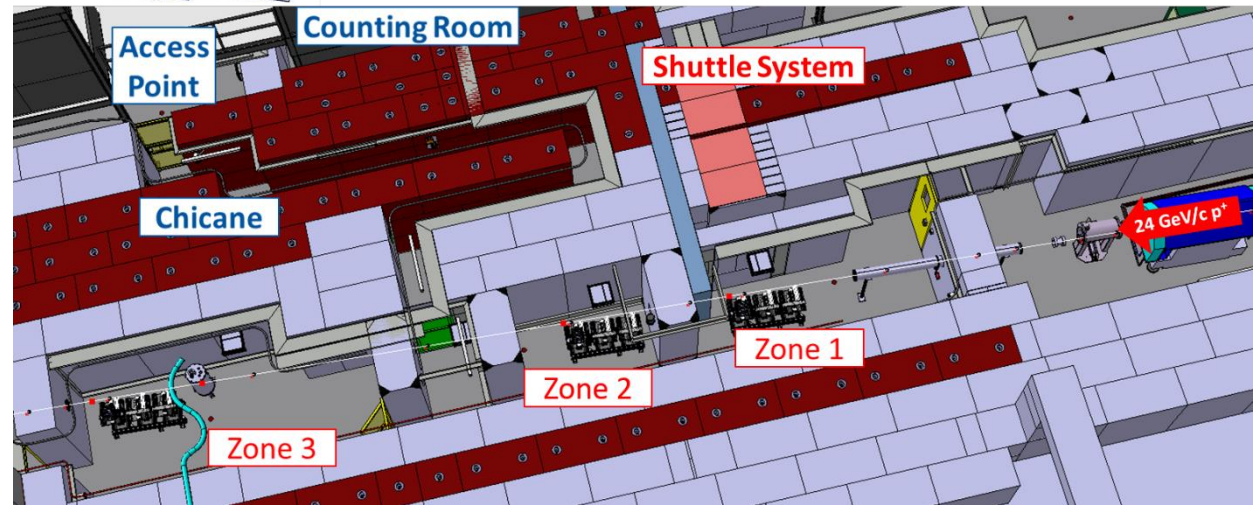 Counting Room
Access
Point
Shuttle System
Chicane
24 GeV/c p⁺
Zone 1
Zone 2
Zone 3